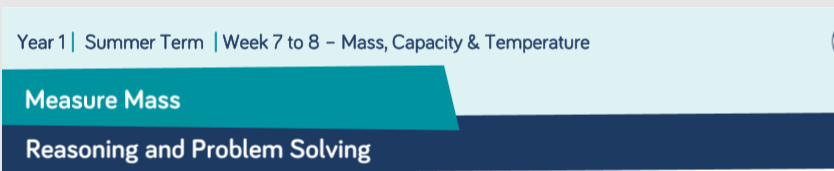 Year 1 | Summer Term | Week 7 to 8 – Mass, Capacity & Temperature
Measure Mass
Reasoning and Problem Solving